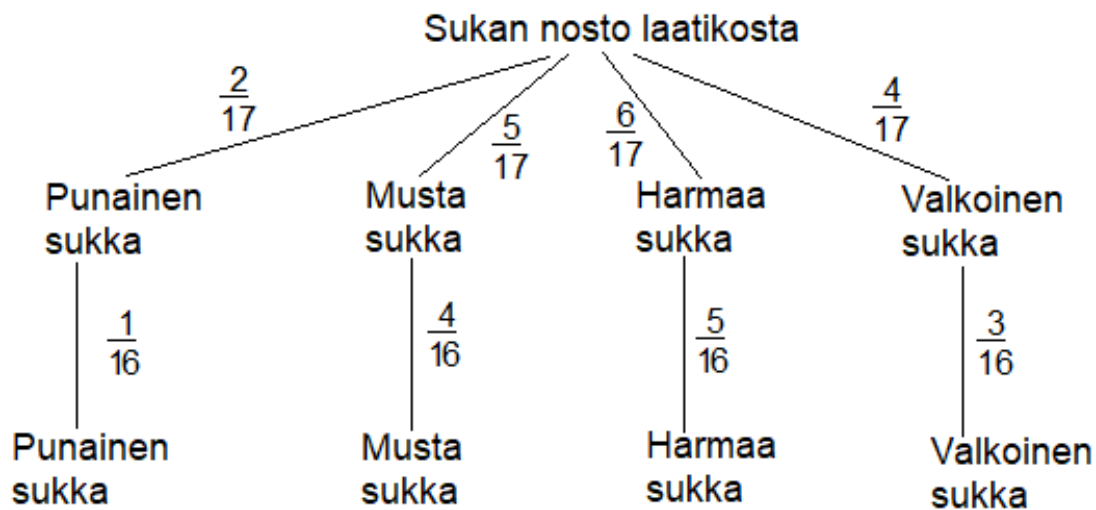 Sukan nosto laatikosta
2/17 5/17 6/17 4/17
Punainen sukka
Musta sukka
Harmaa sukka
Valkoinen sukka
1/16 4/16 5/16 3/16
Punainen sukka
Musta sukka
Harmaa sukka
Valkoinen sukka